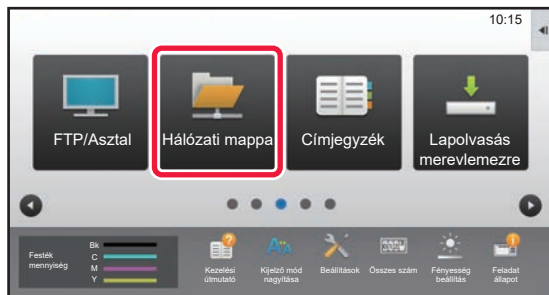 10:15
FTP/Asztal
Hálózati mappa
Címjegyzék
Lapolvasás
merevlemezre
Festék
mennyiség
Bk
C
M
Y
Kezelési
útmutató
Kijelző mód
nagyítása
Beállítások
Összes szám
Fényesség
beállítás
Feladat
állapot